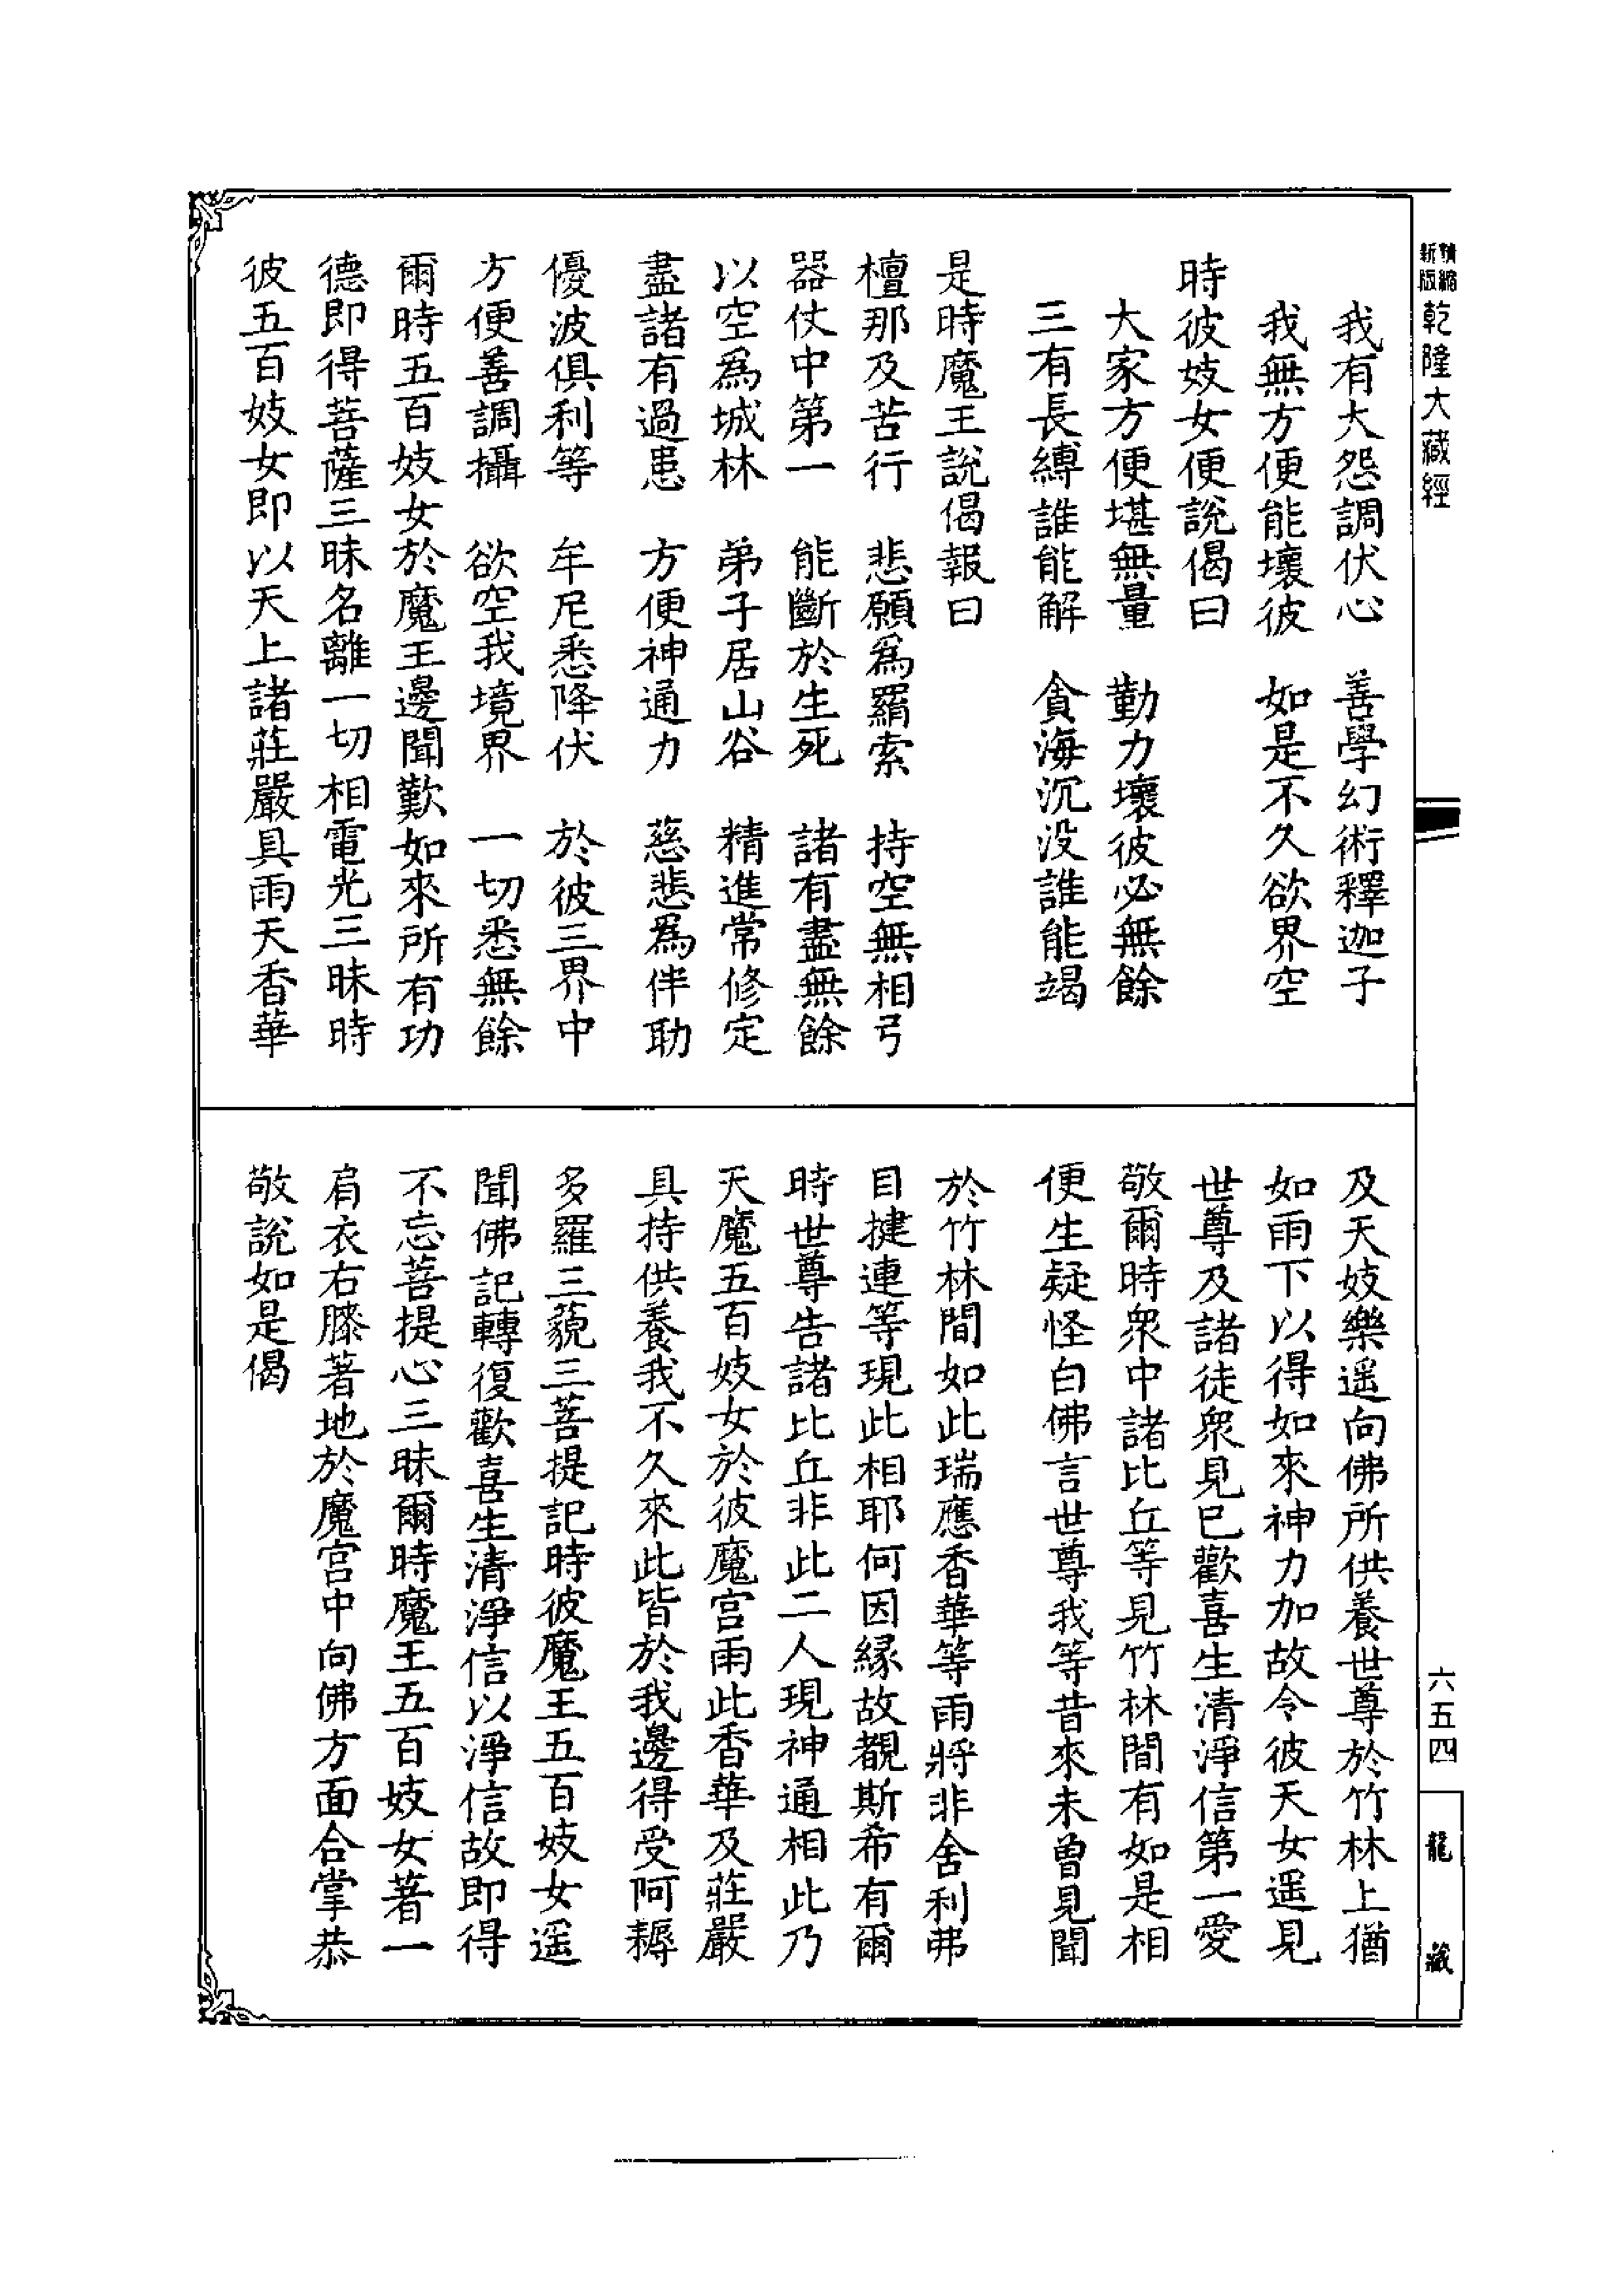 精縮
新版
乾隆大藏經
我有大怨調伏心　善學幻術釋迦子
我無方便能壞彼　如是不久欲界空
時彼妓女便說偈曰
大家方便堪無量　勤力壞彼必無餘
三有長縛誰能解　貪海沉没誰能竭
是時魔王說偈報曰
檀那及苦行　悲願爲羂索　持空無相弓
器仗中第一　能斷於生死　諸有盡無餘
以空爲城林　弟子居山谷　精進常修定
盡諸有過患　方便神通力　慈悲爲伴助
優波俱利等　牟尼悉降伏　於彼三界中
方便善調攝　欲空我境界　一切悉無餘
爾時五百妓女於魔王邊聞歎如來所有功
德即得菩薩三昧名離一切相電光三昧時
彼五百妓女即以天上諸莊嚴具雨天香華
及天妓樂遥向佛所供養世尊於竹林上猶
如雨下以得如來神力加故令彼天女遥見
世尊及諸徒衆見已歡喜生清淨信第一愛
敬爾時衆中諸比丘等見竹林間有如是相
便生疑怪白佛言世尊我等昔來未曾見聞
於竹林間如此瑞應香華等雨將非舍利弗
目揵連等現此相耶何因緣故覩斯希有爾
時世尊告諸比丘非此二人現神通相此乃
天魔五百妓女於彼魔宫雨此香華及莊嚴
具持供養我不久來此皆於我邊得受阿耨
多羅三藐三菩提記時彼魔王五百妓女遥
聞佛記轉復歡喜生清淨信以淨信故即得
不忘菩提心三昧爾時魔王五百妓女著一
肩衣右膝著地於魔宫中向佛方面合掌恭
敬說如是偈
六五四
龍藏